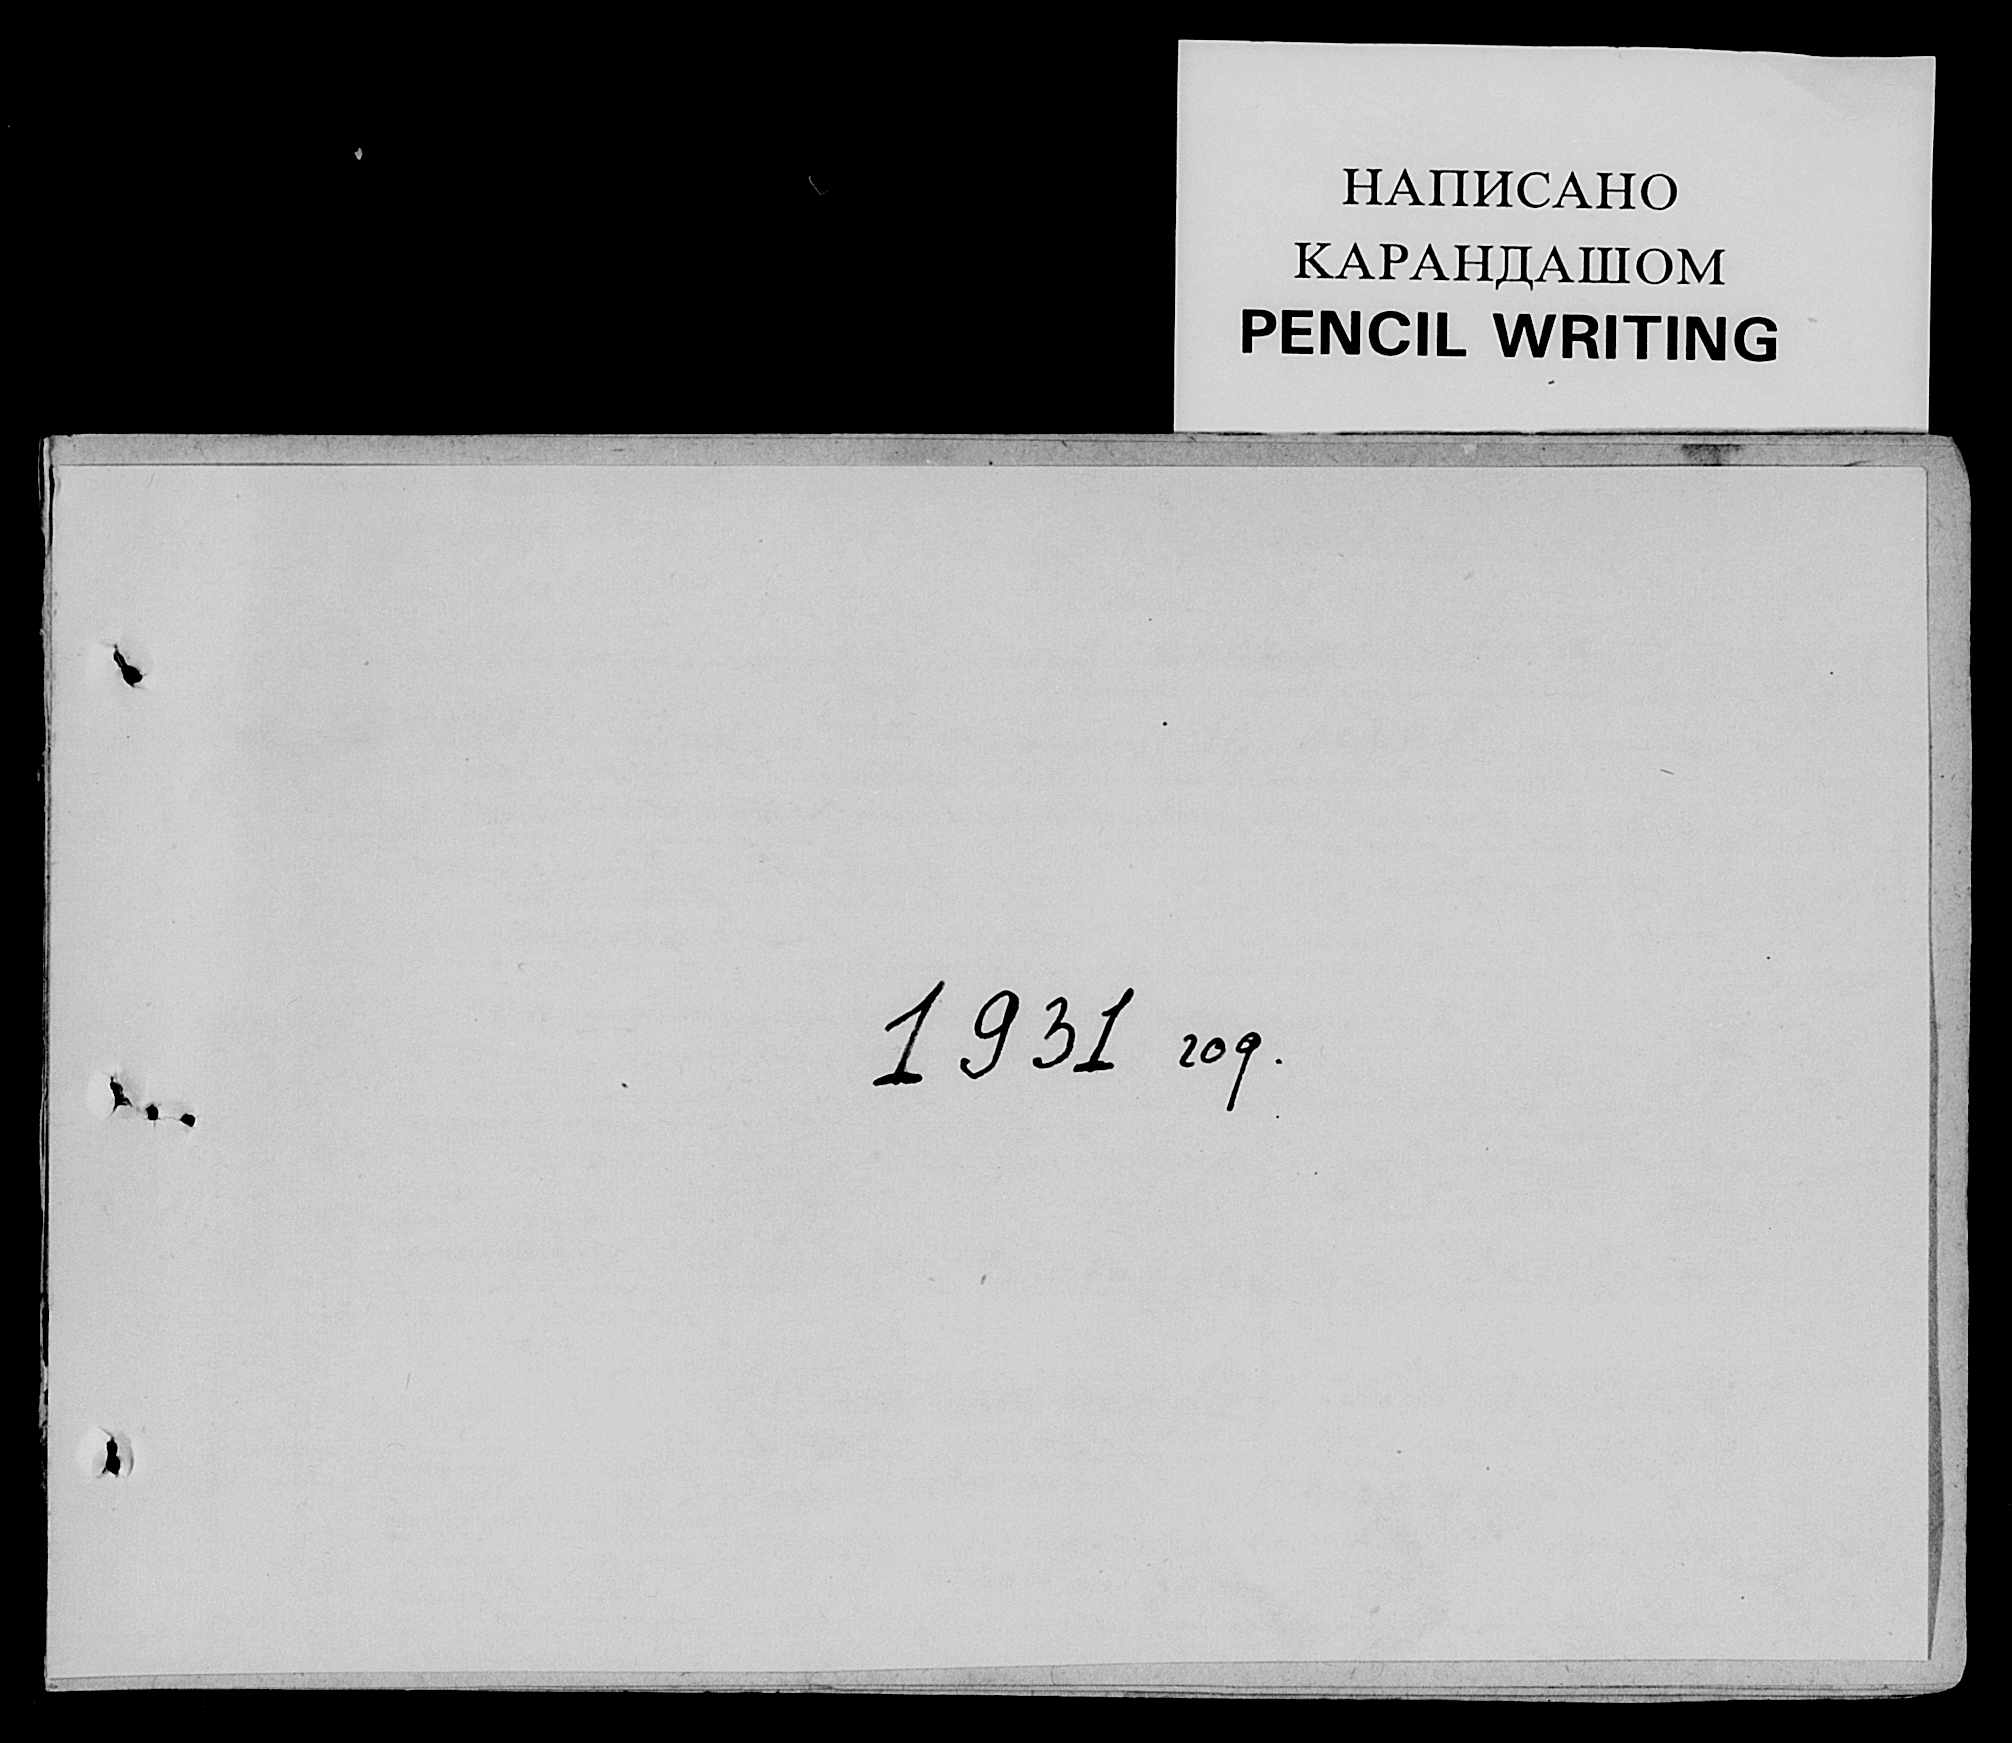 НАПИСАНО
КАРАНДАШОМ
PENCIL WRITING
1931 год.